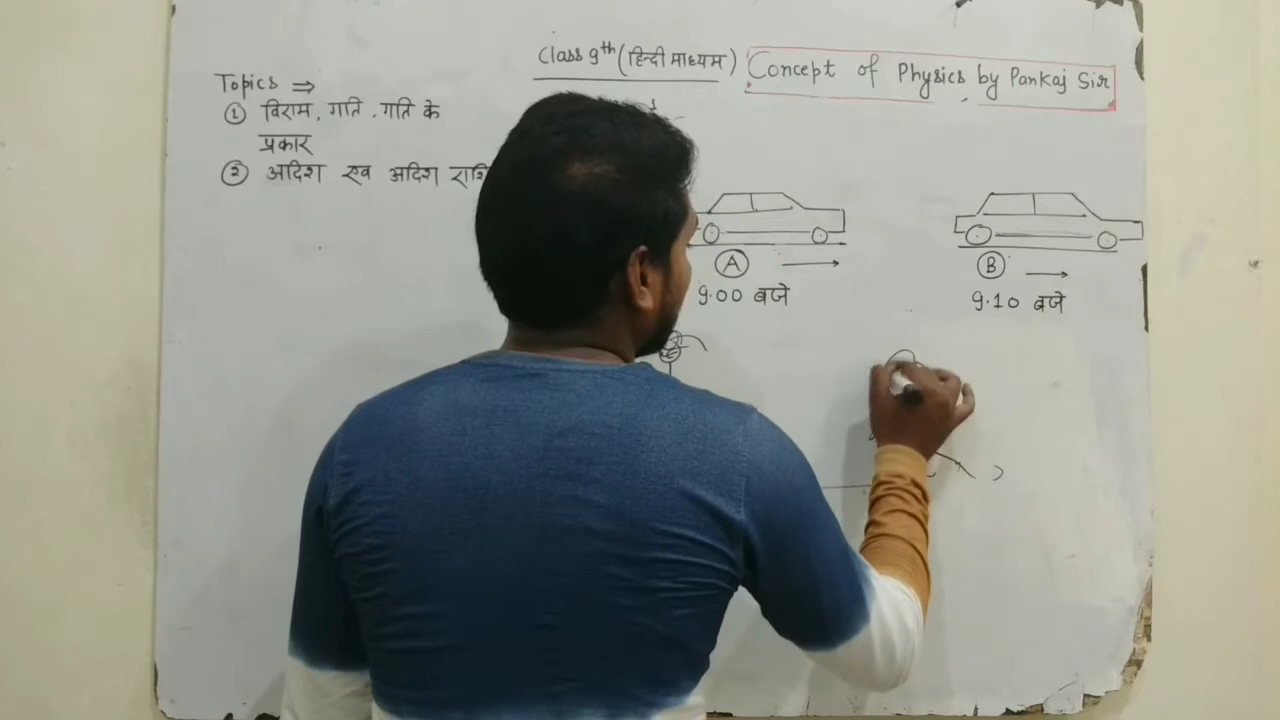 Class 9th (हिन्दी माध्यम) Concept of Physics by Pankaj Sir
Topics ⇒
① विराम, गति, गति के
प्रकार
② अदिश एव अदिश राशि
A → B →
9.00 बजे 9.10 बजे